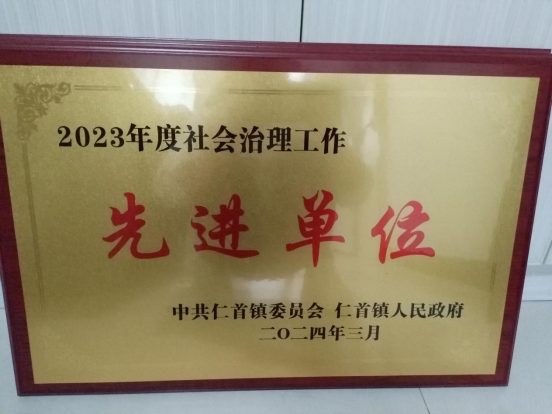 2023年度社会治理工作
先进单位
中共仁首镇委员会 仁首镇人民政府
二〇二四年三月